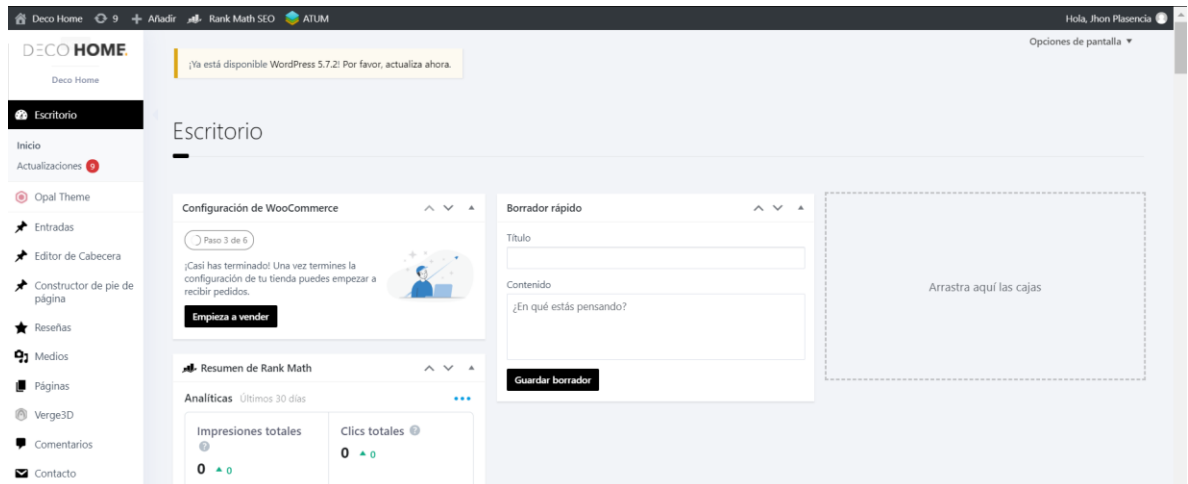 Deco Home 9 Añadir Rank Math SEO ATUM Hola, Jhon Plasencia
Opciones de pantalla
DECO HOME.
Deco Home
¡Ya está disponible WordPress 5.7.2! Por favor, actualiza ahora.
Escritorio
Inicio
Actualizaciones 9
Opal Theme
Entradas
Editor de Cabecera
Constructor de pie de
página
Reseñas
Medios
Páginas
Verge3D
Comentarios
Contacto
Escritorio
Configuración de WooCommerce
Paso 3 de 6
¡Casi has terminado! Una vez termines la
configuración de tu tienda puedes empezar a
recibir pedidos.
Empieza a vender
Resumen de Rank Math
Analíticas Últimos 30 días
Impresiones totales
0 0
Clics totales
0 0
Borrador rápido
Título
Contenido
¿En qué estás pensando?
Guardar borrador
Arrastra aquí las cajas